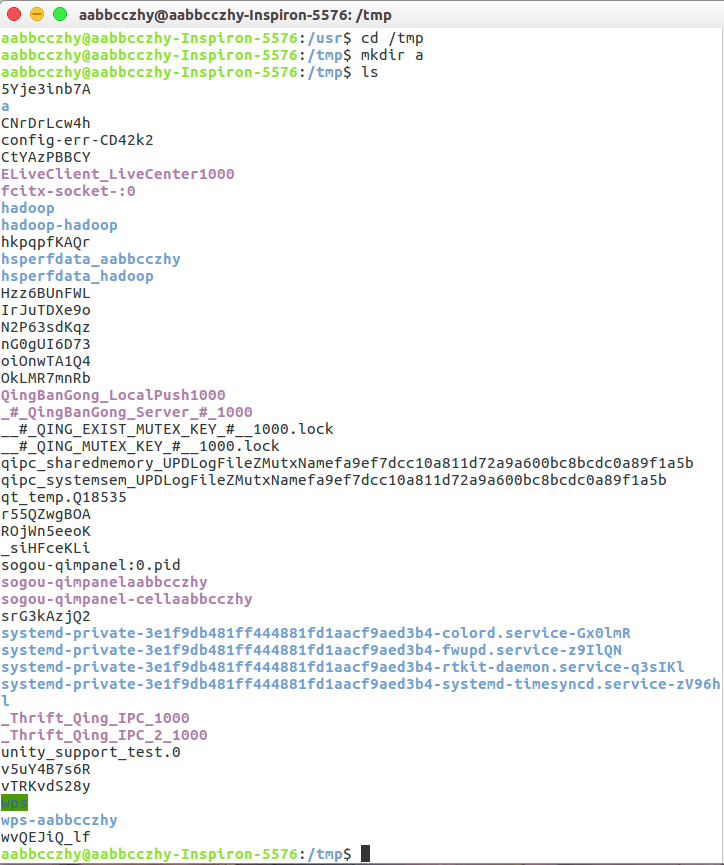 aabbcczhy@aabbcczhy-Inspiron-5576: /tmp
aabbcczhy@aabbcczhy-Inspiron-5576:/usr$ cd /tmp
aabbcczhy@aabbcczhy-Inspiron-5576:/tmp$ mkdir a
aabbcczhy@aabbcczhy-Inspiron-5576:/tmp$ ls
5Yje3inb7A
a
CNrDrLcw4h
config-err-CD42k2
CtYAzPBBCY
ELiveClient_LiveCenter1000
fcitx-socket-:0
hadoop
hadoop-hadoop
hkpqpfKAQr
hsperfdata_aabbcczhy
hsperfdata_hadoop
Hzz6BUnFWL
IrJuTDXe9o
N2P63sdKqz
nG0gUI6D73
oiOnwTA1Q4
OkLMR7mnRb
QingBanGong_LocalPush1000
_#_QingBanGong_Server_#_1000
__#_QING_EXIST_MUTEX_KEY_#__1000.lock
__#_QING_MUTEX_KEY_#__1000.lock
qipc_sharedmemory_UPDLogFileZMutxNamefa9ef7dcc10a811d72a9a600bc8bcdc0a89f1a5b
qipc_systemsem_UPDLogFileZMutxNamefa9ef7dcc10a811d72a9a600bc8bcdc0a89f1a5b
qt_temp.Q18535
r55QZwgBOA
ROjWn5eeoK
_siHFceKLi
sogou-qimpanel:0.pid
sogou-qimpanelaabbcczhy
sogou-qimpanel-cellaabbcczhy
srG3kAzjQ2
systemd-private-3e1f9db481ff444881fd1aacf9aed3b4-colord.service-Gx0lmR
systemd-private-3e1f9db481ff444881fd1aacf9aed3b4-fwupd.service-z9IlQN
systemd-private-3e1f9db481ff444881fd1aacf9aed3b4-rtkit-daemon.service-q3sIKl
systemd-private-3e1f9db481ff444881fd1aacf9aed3b4-systemd-timesyncd.service-zV96h
l
_Thrift_Qing_IPC_1000
_Thrift_Qing_IPC_2_1000
unity_support_test.0
v5uY4B7s6R
vTRKvdS28y
wps
wps-aabbcczhy
wvQEJiQ_lf
aabbcczhy@aabbcczhy-Inspiron-5576:/tmp$